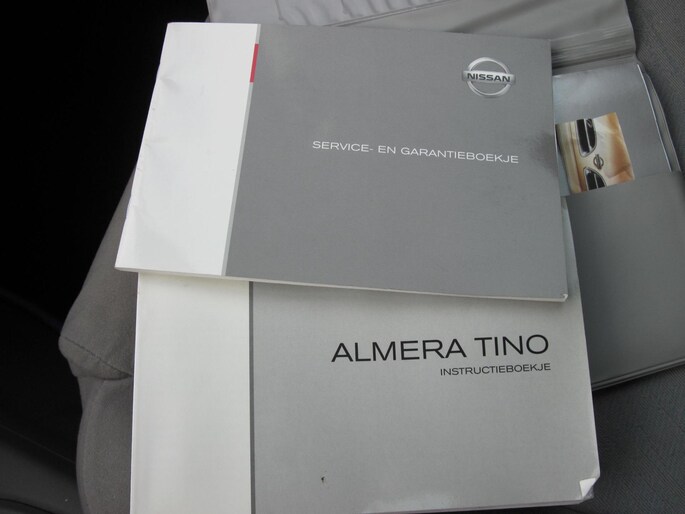 NISSAN
SERVICE- EN GARANTIEBOEKJE
ALMERA TINO
INSTRUCTIEBOEKJE